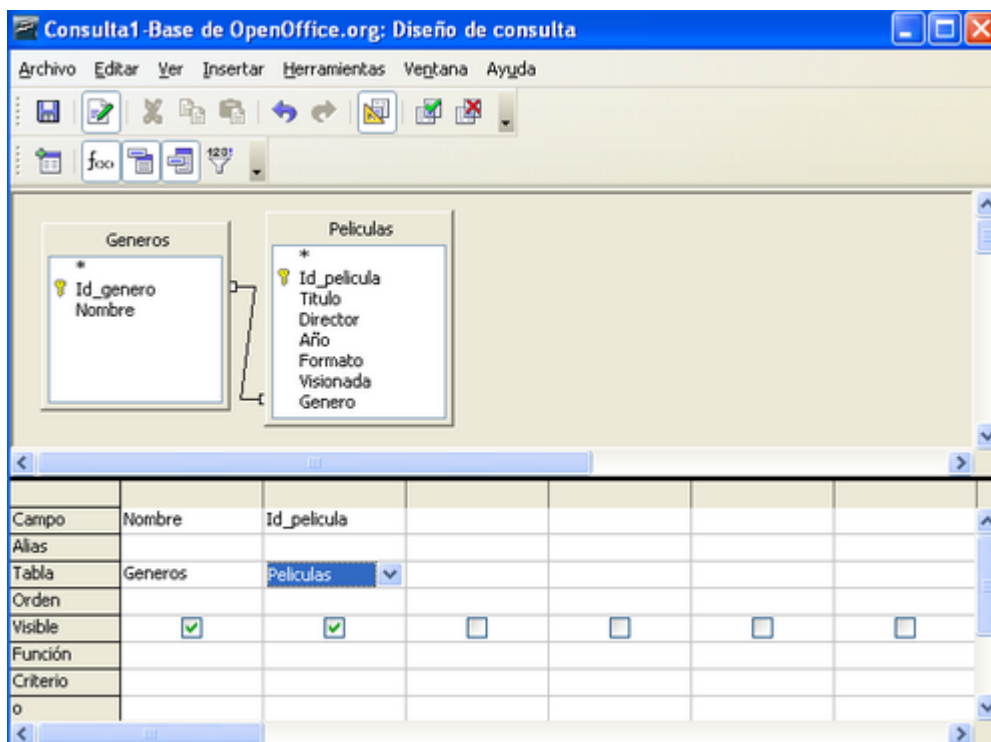 Consulta1-Base de OpenOffice.org: Diseño de consulta
Archivo Editar Ver Insertar Herramientas Ventana Ayuda
Generos
*
Id_genero
Nombre
Peliculas
*
Id_pelicula
Titulo
Director
Año
Formato
Visionada
Genero
Campo Nombre Id_pelicula
Alias
Tabla Generos Peliculas
Orden
Visible
Función
Criterio
o